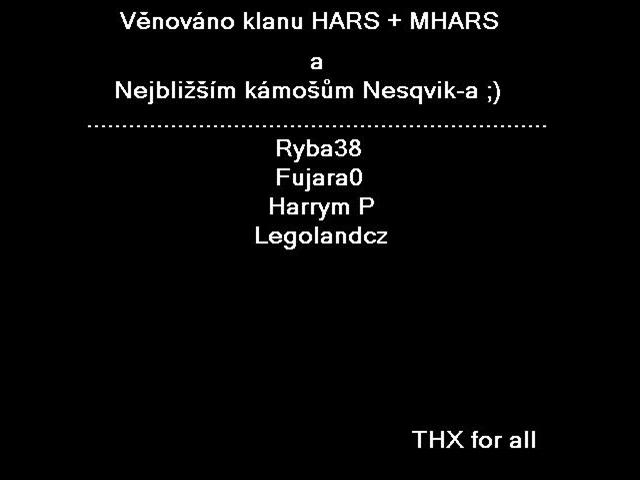 Věnováno klanu HARS + MHARS
a
Nejbližším kámošům Nesqvik-a ;)
....................................................................
Ryba38
Fujara0
Harrym P
Legolandcz
THX for all